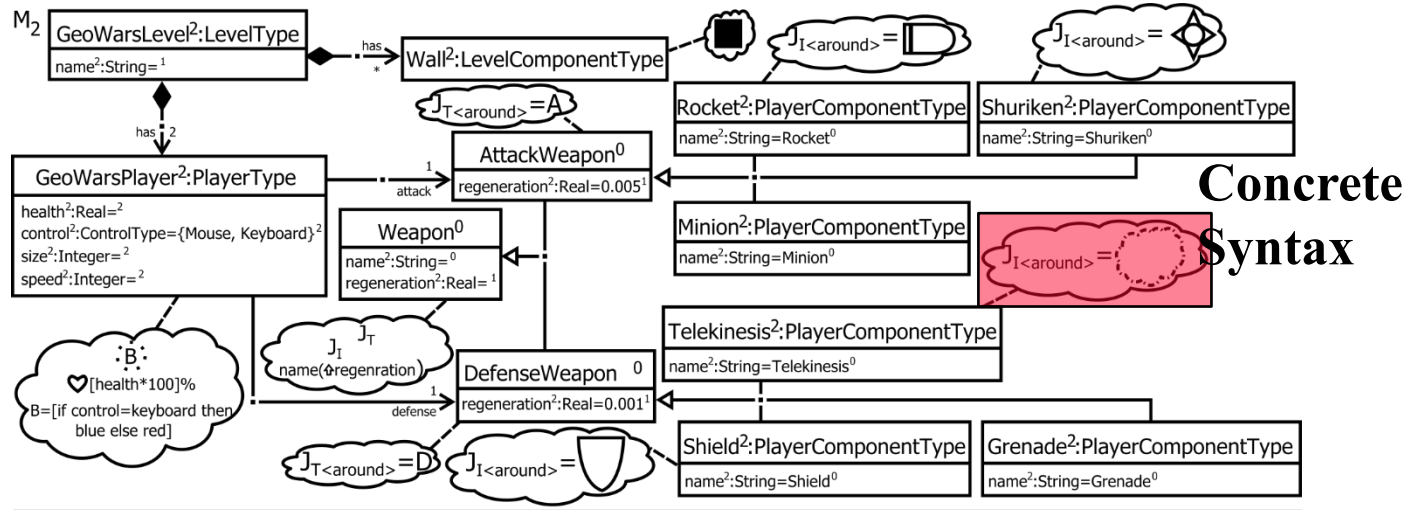 M2
GeoWarsLevel2:LevelType
name2:String=1
has
*
Wall2:LevelComponentType
JI<around>=
JI<around>=
JT<around>=A
Rocket2:PlayerComponentType
name2:String=Rocket0
Shuriken2:PlayerComponentType
name2:String=Shuriken0
has 2
GeoWarsPlayer2:PlayerType
health2:Real=2
control2:ControlType={Mouse, Keyboard}2
size2:Integer=2
speed2:Integer=2
1
attack
AttackWeapon0
regeneration2:Real=0.0051
Concrete
Syntax
Weapon0
name2:String=0
regeneration2:Real=1
Minion2:PlayerComponentType
name2:String=Minion0
JI<around>=
JI JT
name(⇧regenration)
B
[health*100]%
B=[if control=keyboard then
blue else red]
Telekinesis2:PlayerComponentType
name2:String=Telekinesis0
1
defense
DefenseWeapon 0
regeneration2:Real=0.0011
JT<around>=D
JI<around>=
Shield2:PlayerComponentType
name2:String=Shield0
Grenade2:PlayerComponentType
name2:String=Grenade0